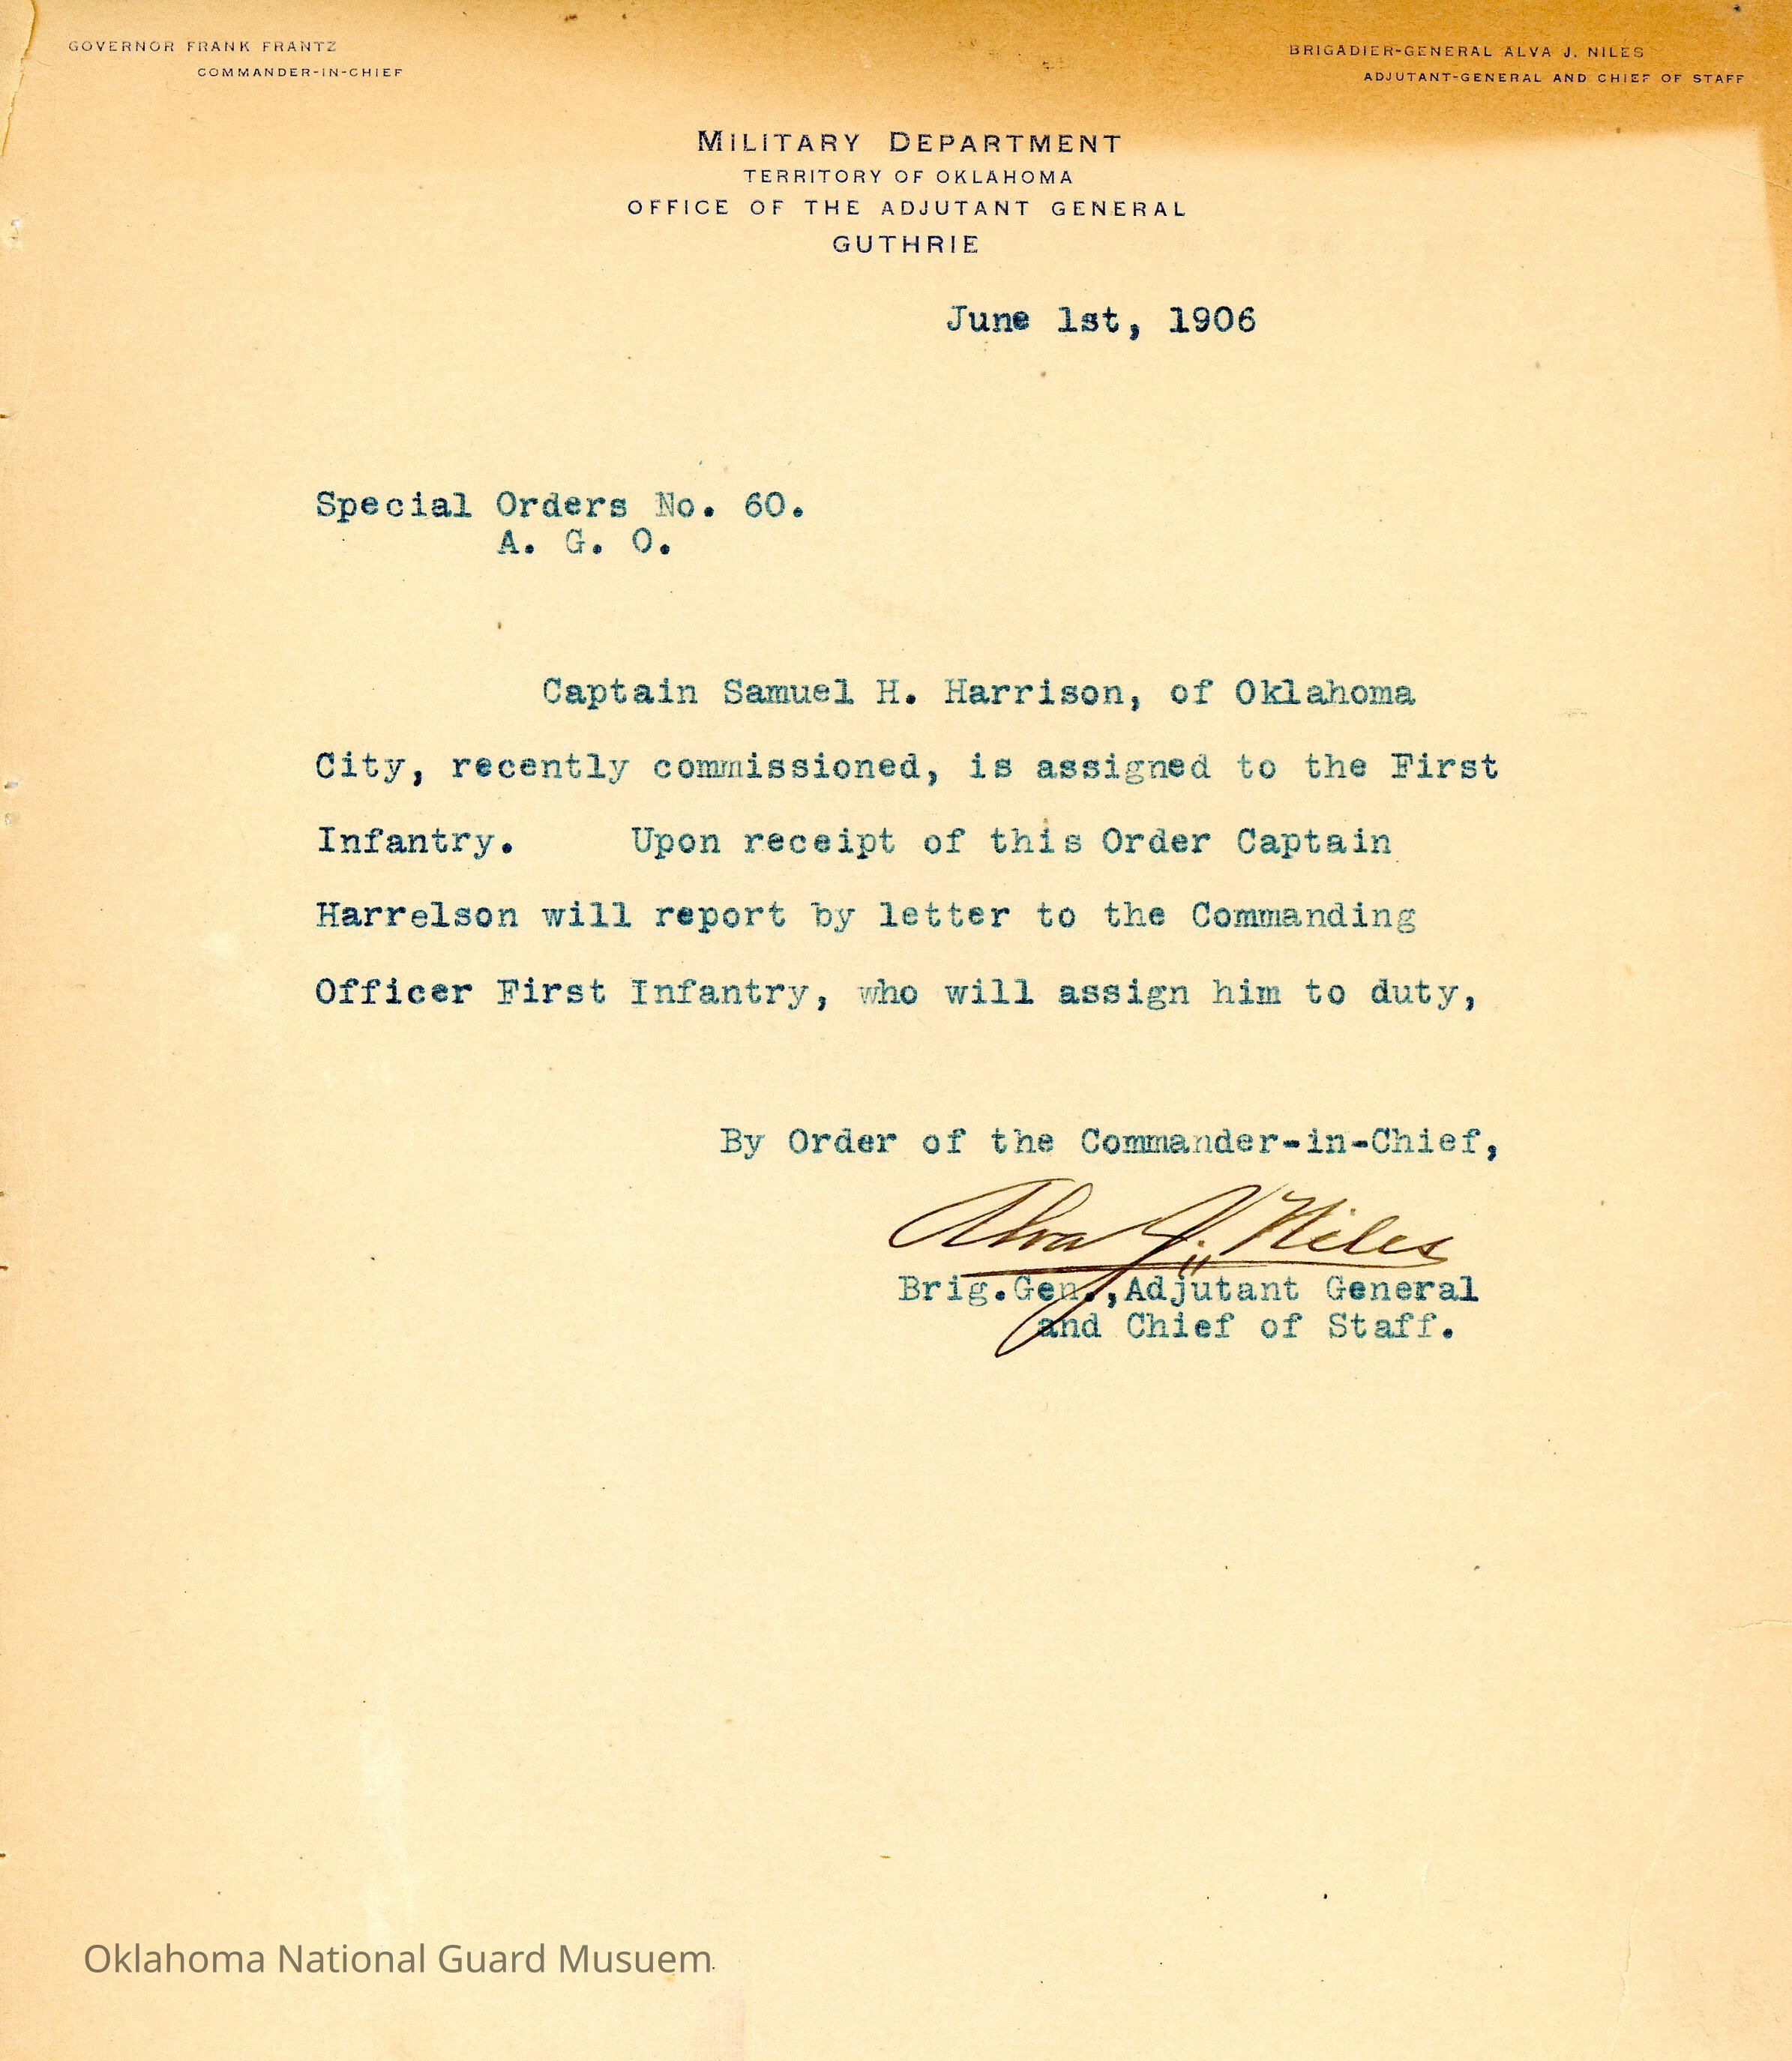 GOVERNOR FRANK FRANTZ
COMMANDER-IN-CHIEF
BRIGADIER-GENERAL ALVA J. NILES
ADJUTANT-GENERAL AND CHIEF OF STAFF
MILITARY DEPARTMENT
TERRITORY OF OKLAHOMA
OFFICE OF THE ADJUTANT GENERAL
GUTHRIE
June 1st, 1906
Special Orders No. 60.
A. G. O.
Captain Samuel H. Harrison, of Oklahoma
City, recently commissioned, is assigned to the First
Infantry. Upon receipt of this Order Captain
Harrelson will report by letter to the Commanding
Officer First Infantry, who will assign him to duty,
By Order of the Commander-in-Chief,
Alva J. Niles
Brig.Gen.,Adjutant General
and Chief of Staff.
Oklahoma National Guard Musuem